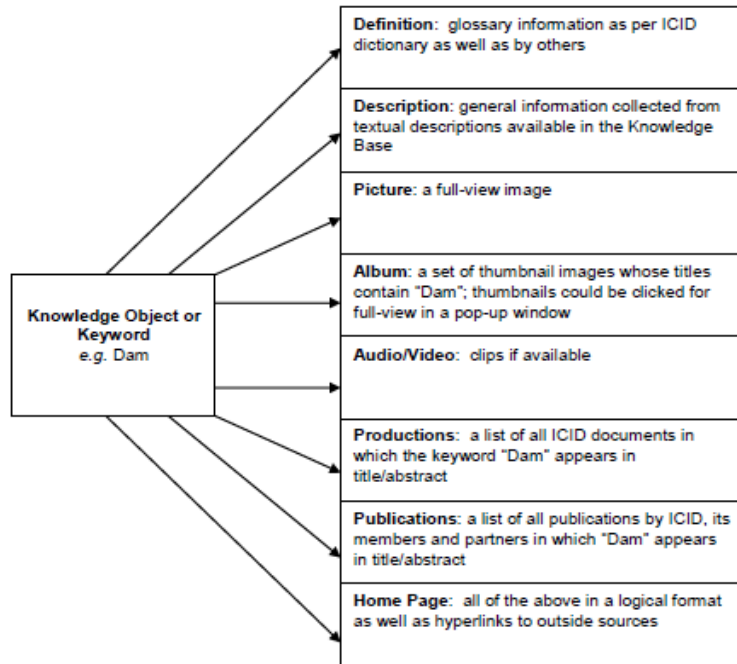 Definition: glossary information as per ICID
dictionary as well as by others
Description: general information collected from
textual descriptions available in the Knowledge
Base
Picture: a full-view image
Album: a set of thumbnail images whose titles
contain "Dam"; thumbnails could be clicked for
full-view in a pop-up window
Knowledge Object or
Keyword
e.g. Dam
Audio/Video: clips if available
Productions: a list of all ICID documents in
which the keyword "Dam" appears in
title/abstract
Publications: a list of all publications by ICID, its
members and partners in which "Dam" appears
in title/abstract
Home Page: all of the above in a logical format
as well as hyperlinks to outside sources